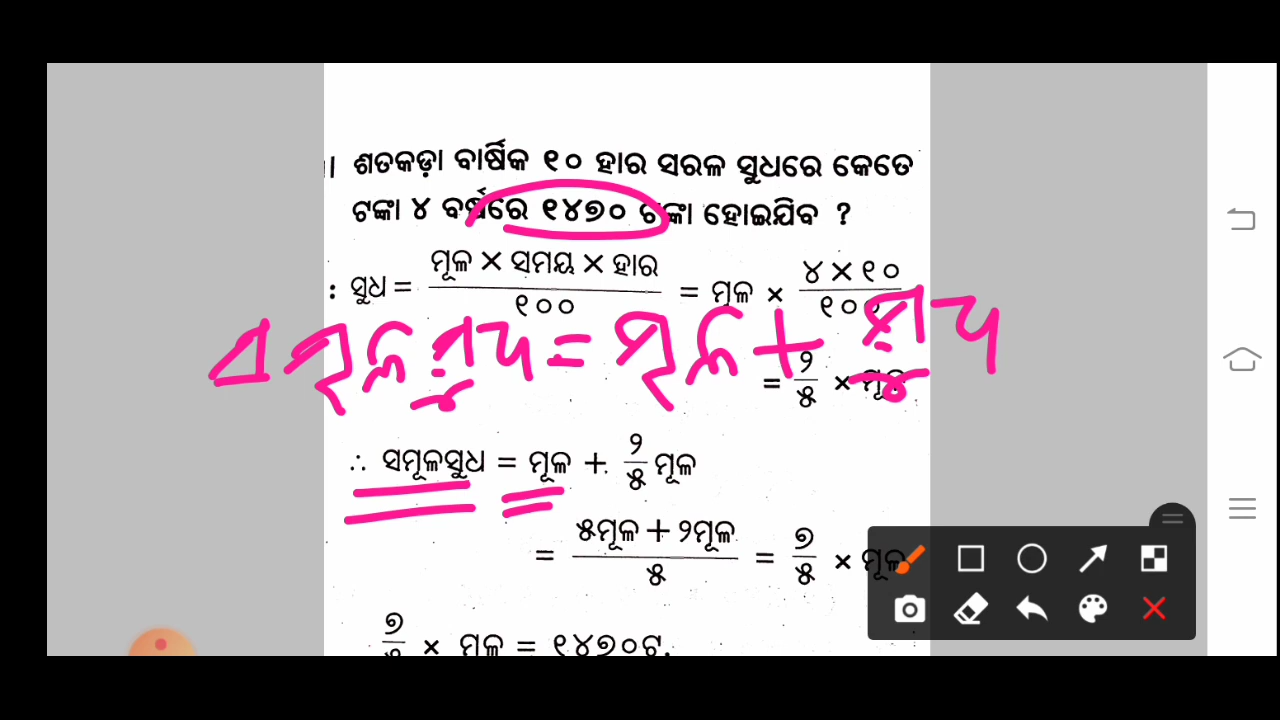 । ଶତକଡ଼ା ବାର୍ଷିକ ୧୦ ହାର ସରଳ ସୁଧରେ କେତେ
ଟଙ୍କା ୪ ବର୍ଷରେ ୧୪୭୦ ଟଙ୍କା ହୋଇଯିବ ?
: ସୁଧ = ମୂଳ × ସମୟ × ହାର / ୧୦୦ = ମୂଳ × ୪ × ୧୦ / ୧୦୦
ସମୂଳସୁଧ = ମୂଳ + ସୁଧ
= ୨/୫ × ମୂଳ
∴ ସମୂଳସୁଧ = ମୂଳ + ୨/୫ ମୂଳ
= ୫ମୂଳ + ୨ମୂଳ / ୫ = ୭/୫ × ମୂଳ
୭/୫ × ମୂଳ = ୧୪୭୦ଟ.